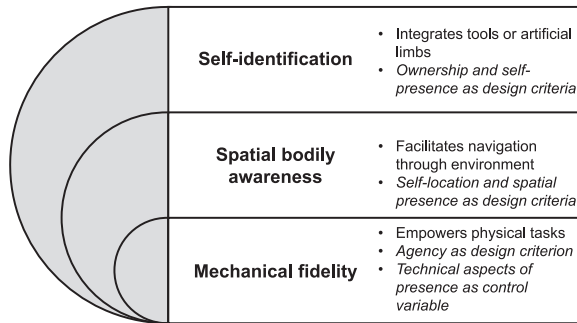 Self-identification
• Integrates tools or artificial
limbs
• Ownership and self-
presence as design criteria
Spatial bodily
awareness
• Facilitates navigation
through environment
• Self-location and spatial
presence as design criteria
Mechanical fidelity
• Empowers physical tasks
• Agency as design criterion
• Technical aspects of
presence as control
variable